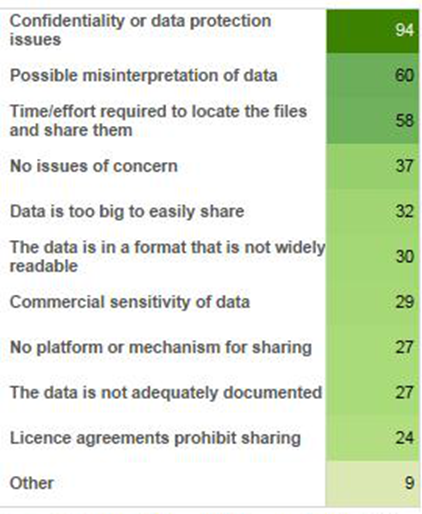 Confidentiality or data protection
issues
94
Possible misinterpretation of data
60
Time/effort required to locate the files
and share them
58
No issues of concern
37
Data is too big to easily share
32
The data is in a format that is not widely
readable
30
Commercial sensitivity of data
29
No platform or mechanism for sharing
27
The data is not adequately documented
27
Licence agreements prohibit sharing
24
Other
9